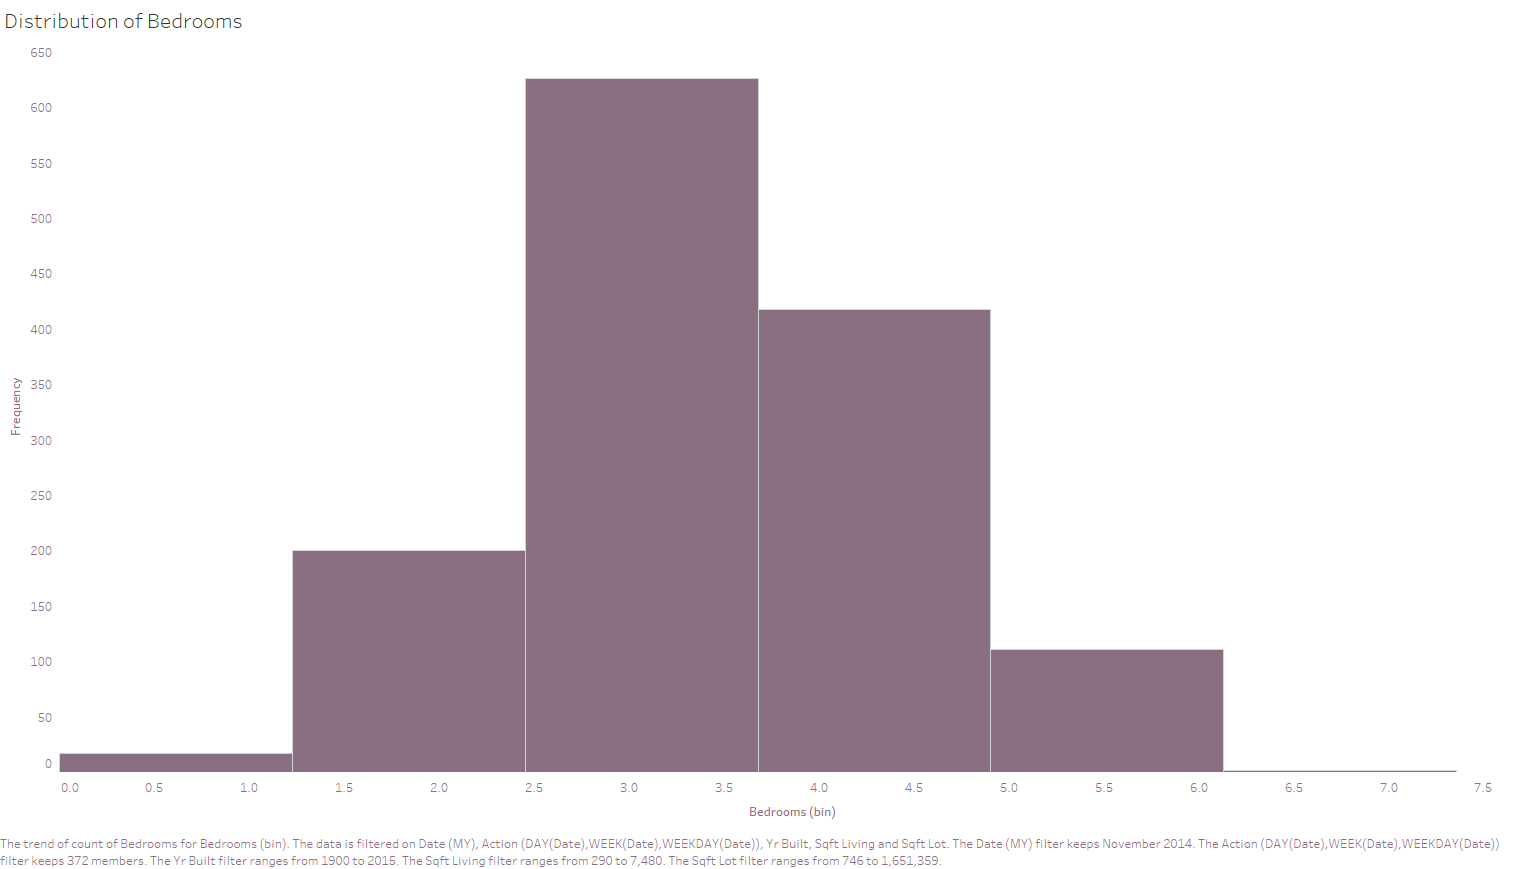 Distribution of Bedrooms
650
600
550
500
450
400
350
300
250
200
150
100
50
0
Frequency
0.0 0.5 1.0 1.5 2.0 2.5 3.0 3.5 4.0 4.5 5.0 5.5 6.0 6.5 7.0 7.5
Bedrooms (bin)
The trend of count of Bedrooms for Bedrooms (bin). The data is filtered on Date (MY), Action (DAY(Date),WEEK(Date),WEEKDAY(Date)), Yr Built, Sqft Living and Sqft Lot. The Date (MY) filter keeps November 2014. The Action (DAY(Date),WEEK(Date),WEEKDAY(Date))
filter keeps 372 members. The Yr Built filter ranges from 1900 to 2015. The Sqft Living filter ranges from 290 to 7,480. The Sqft Lot filter ranges from 746 to 1,651,359.